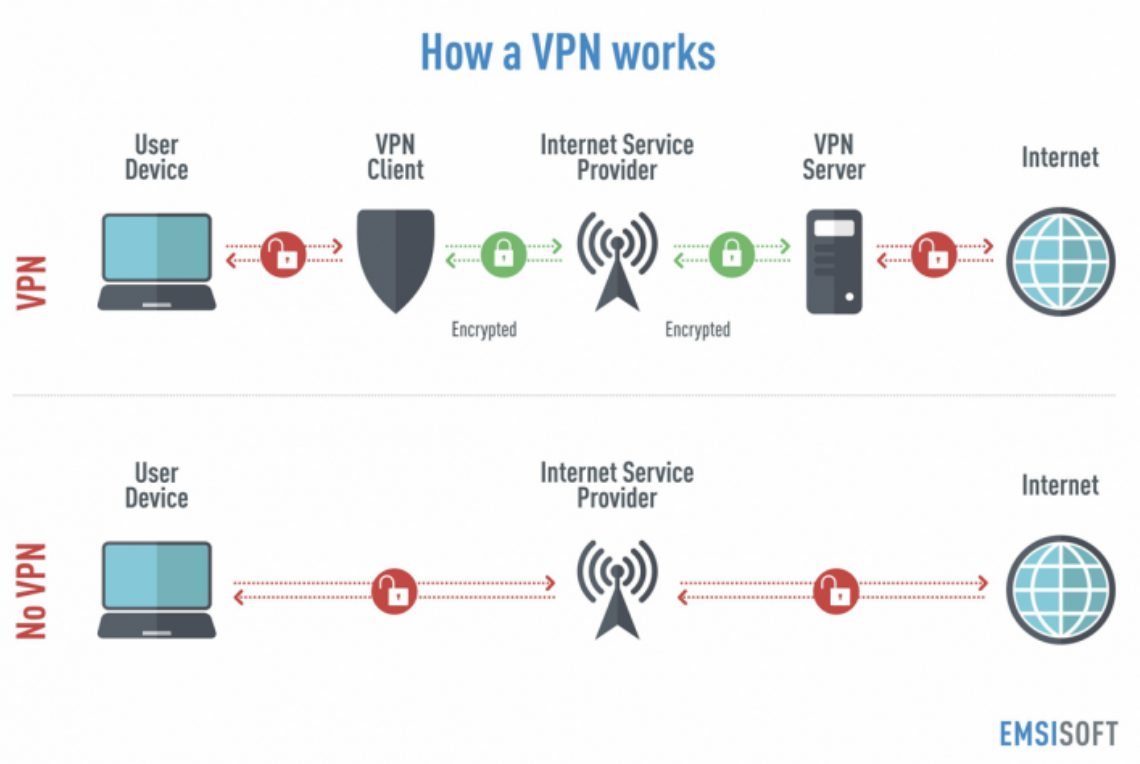 How a VPN works
User
Device
VPN
Client
Internet Service
Provider
VPN
Server
Internet
VPN
Encrypted
Encrypted
User
Device
Internet Service
Provider
Internet
No VPN
EMSISOFT